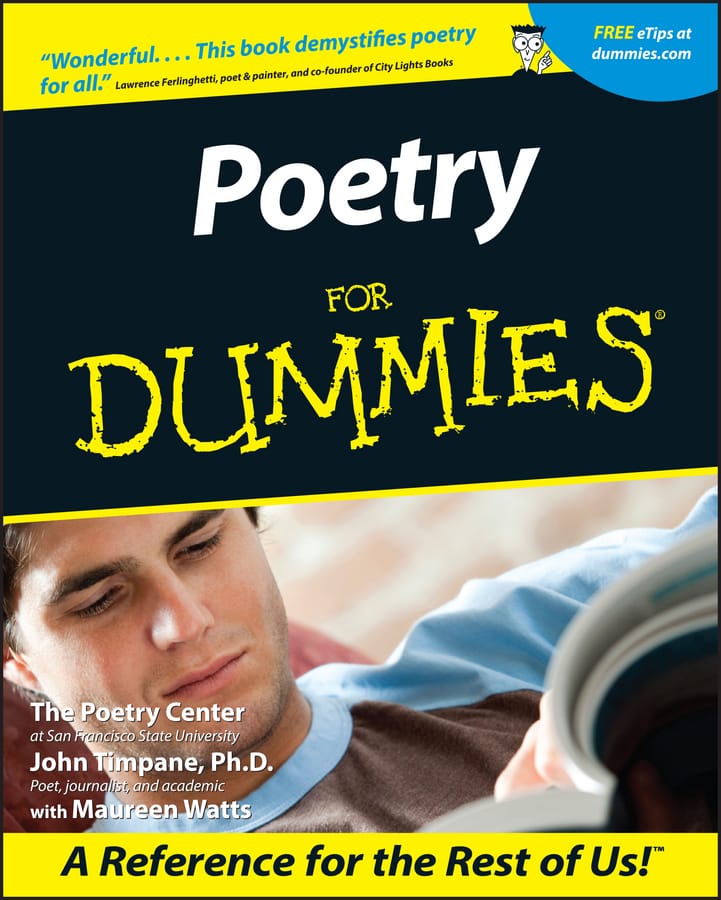 “Wonderful. . . . This book demystifies poetry
for all.” Lawrence Ferlinghetti, poet & painter, and co-founder of City Lights Books
FREE eTips at
dummies.com
Poetry
FOR
DUMMIES®
The Poetry Center
at San Francisco State University
John Timpane, Ph.D.
Poet, journalist, and academic
with Maureen Watts
A Reference for the Rest of Us!™